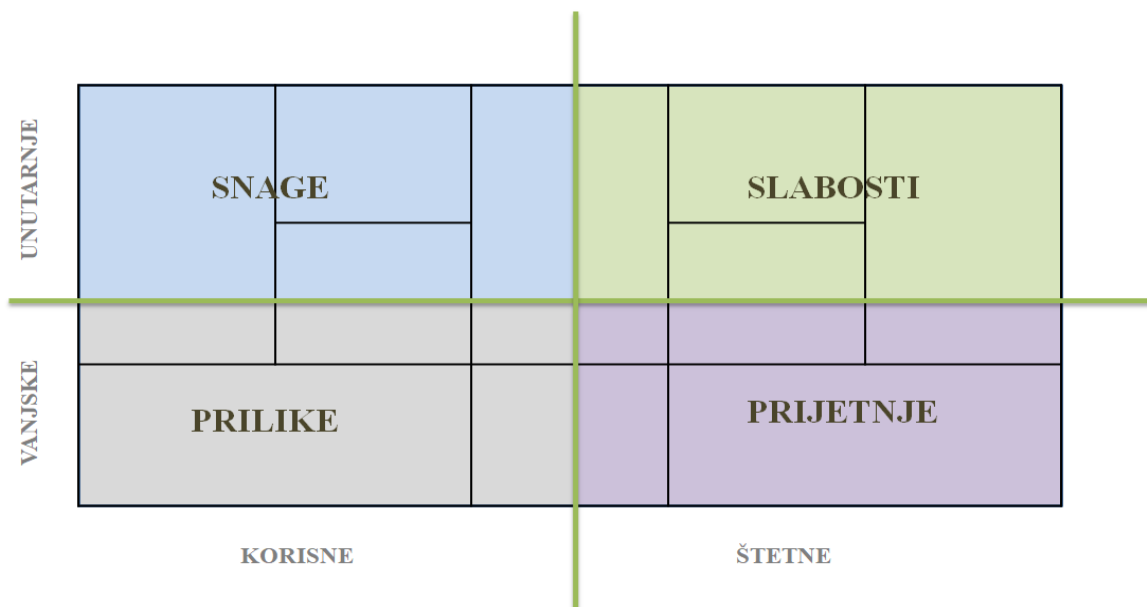 UNUTARNJE
SNAGE
SLABOSTI
VANJSKE
PRILIKE
PRIJETNJE
KORISNE
ŠTETNE